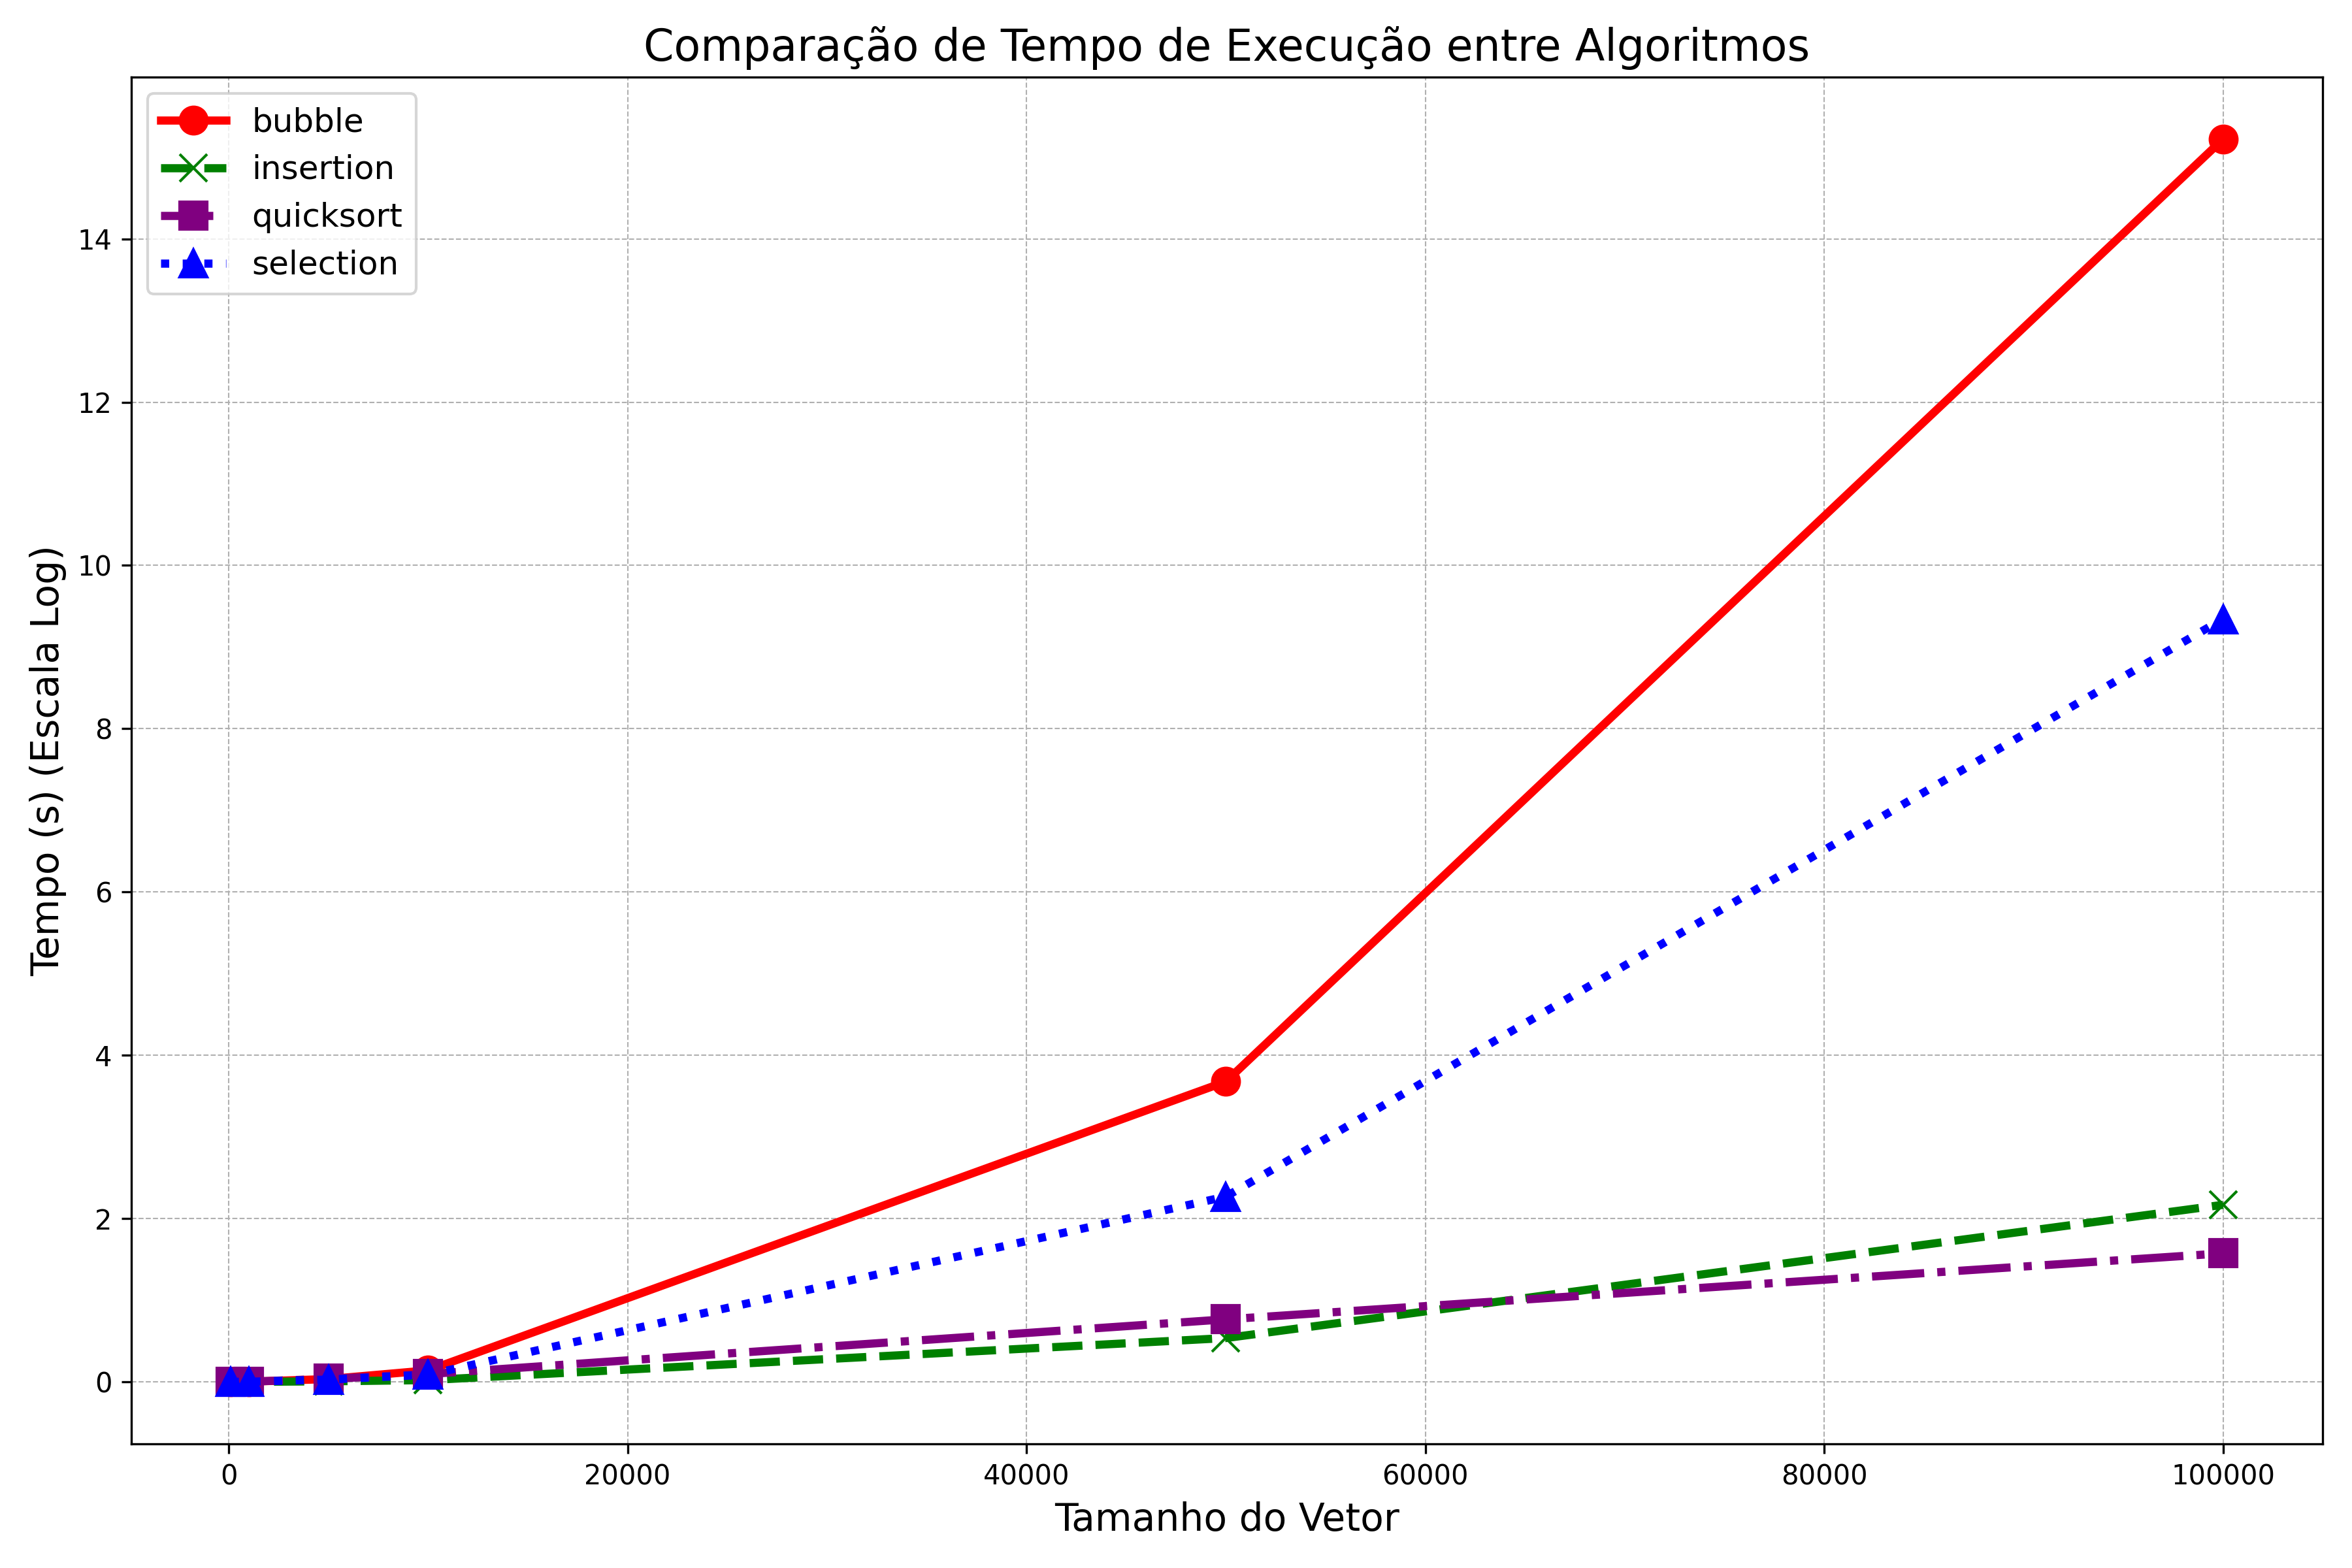 Comparação de Tempo de Execução entre Algoritmos
bubble
insertion
quicksort
selection
Tempo (s) (Escala Log)
14
12
10
8
6
4
2
0
0 20000 40000 60000 80000 100000
Tamanho do Vetor